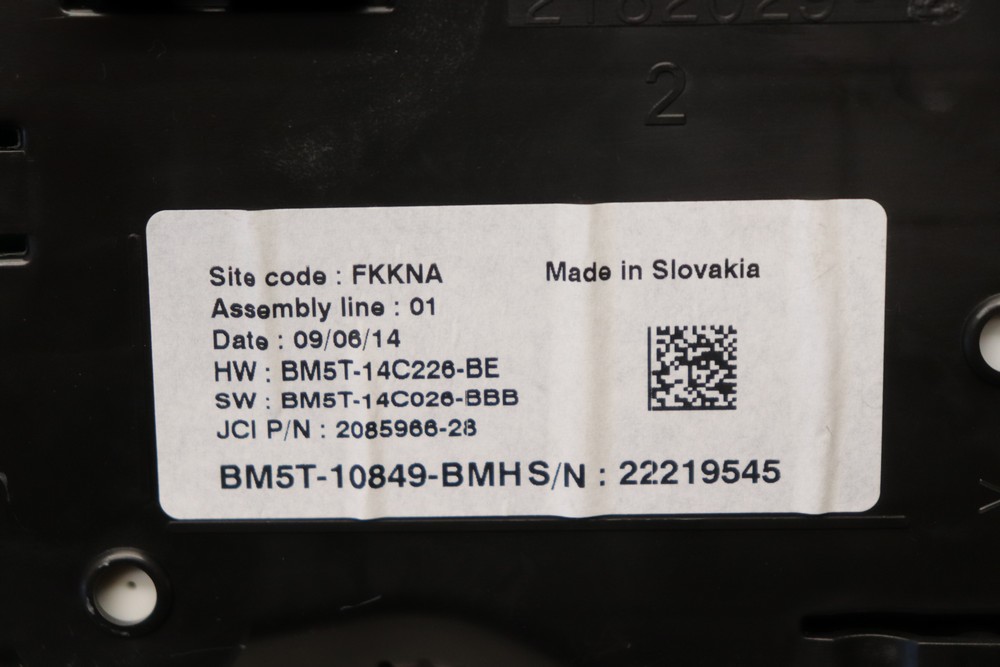 2
Site code : FKKNA
Made in Slovakia
Assembly line : 01
Date : 09/06/14
HW : BM5T-14C226-BE
SW : BM5T-14C026-BBB
JCI P/N : 2085966-28
BM5T-10849-BMH S/N : 22219545